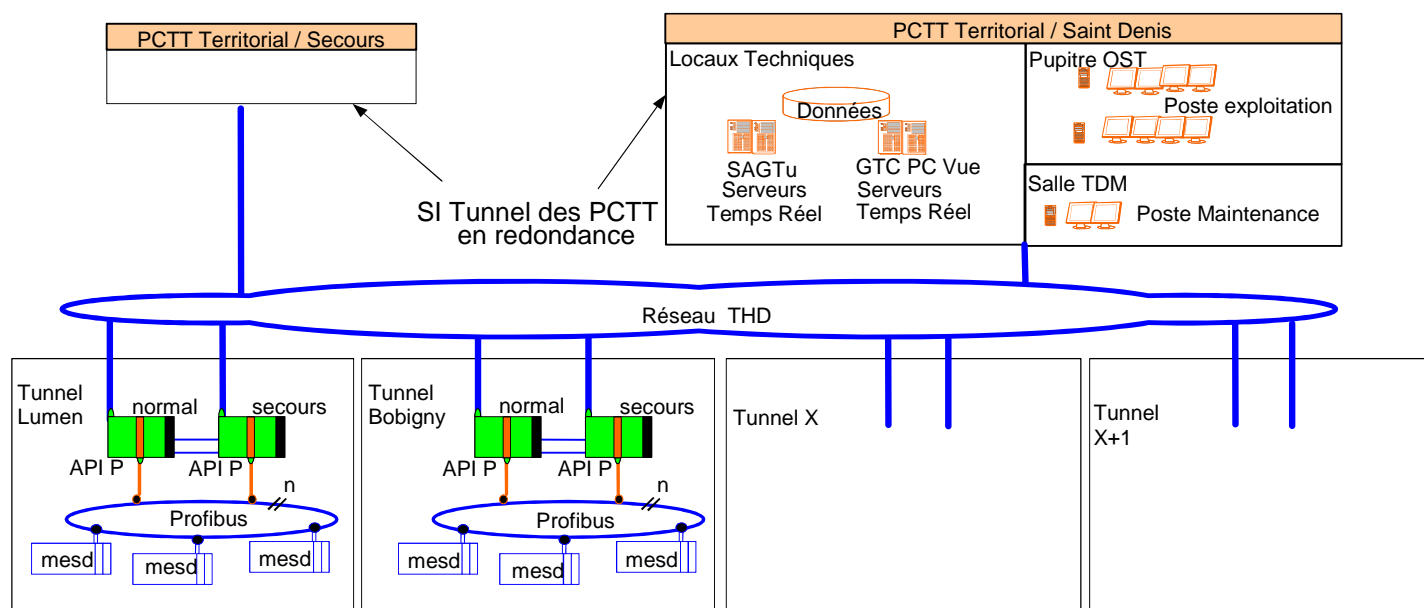 PCTT Territorial / Secours
PCTT Territorial / Saint Denis
Locaux Techniques
Pupitre OST
Données
Poste exploitation
SAGTu
Serveurs
Temps Réel
GTC PC Vue
Serveurs
Temps Réel
Salle TDM
Poste Maintenance
SI Tunnel des PCTT
en redondance
Réseau THD
Tunnel
Lumen
normal
secours
API P
API P
n
Profibus
mesd
mesd
mesd
Tunnel
Bobigny
normal
secours
API P
API P
n
Profibus
mesd
mesd
mesd
Tunnel X
Tunnel
X+1